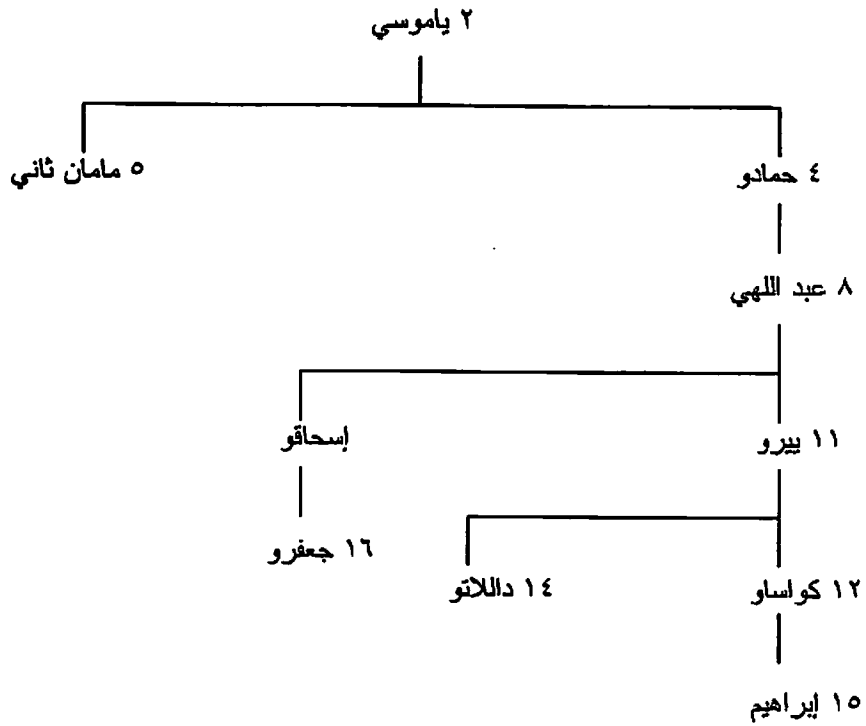 ٢ ياموسي
٤ حمادو
٥ مامان ثاني
٨ عبد اللهي
١١ ييرو
إسحاقو
١٢ كواساو
١٤ داللاتو
١٦ جعفرو
١٥ إبراهيم